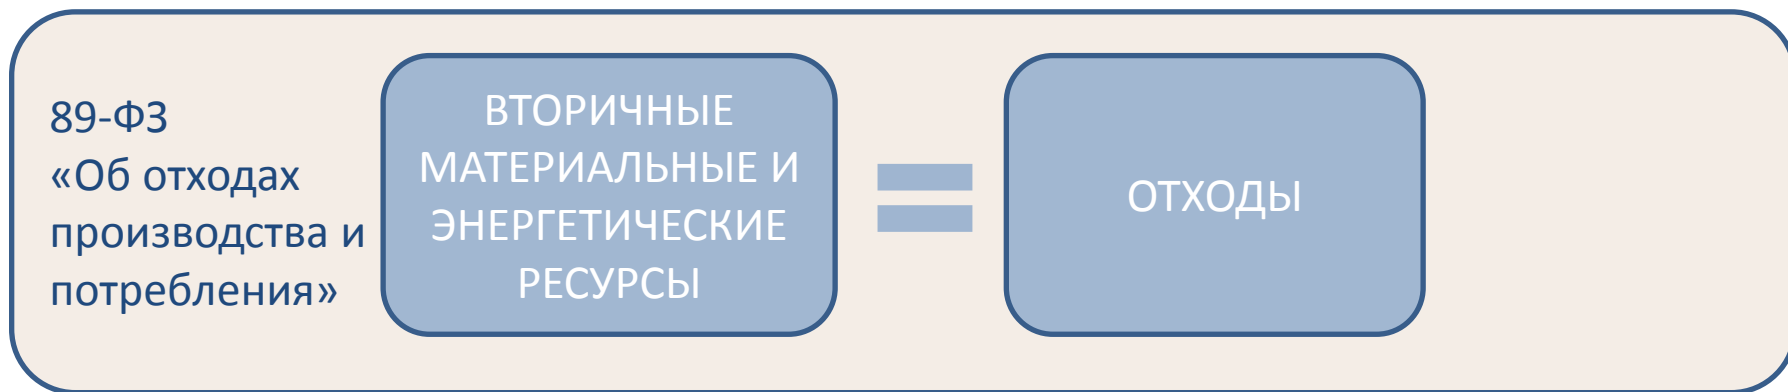 89-ФЗ
«Об отходах
производства и
потребления»
ВТОРИЧНЫЕ
МАТЕРИАЛЬНЫЕ И
ЭНЕРГЕТИЧЕСКИЕ
РЕСУРСЫ
=
ОТХОДЫ